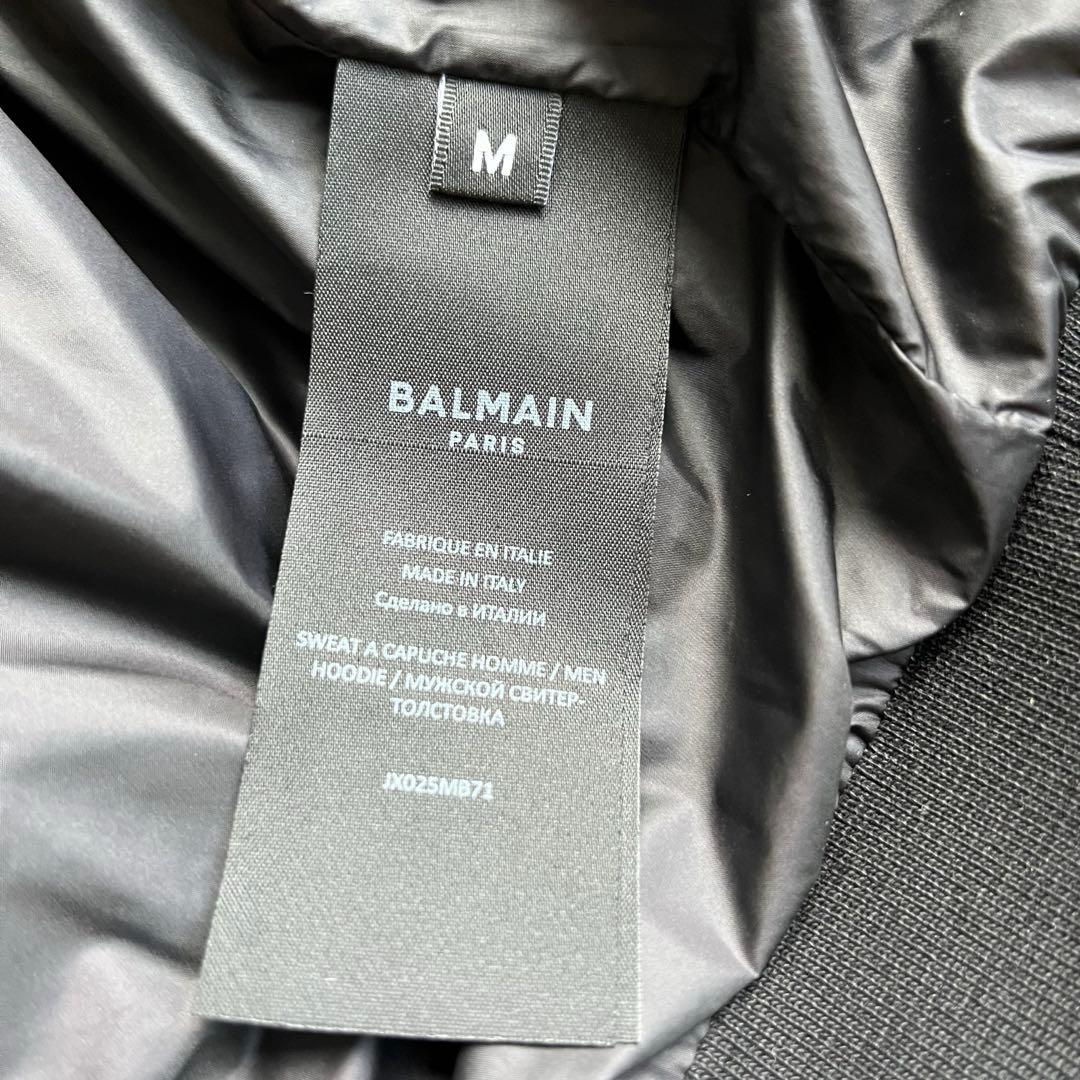 M
BALMAIN
PARIS
FABRIQUE EN ITALIE
MADE IN ITALY
Сделано в ИТАЛИИ
SWEAT A CAPUCHE HOMME / MEN
HOODIE / МУЖСКОЙ СВИТЕР-
ТОЛСТОВКА
JX025MB71